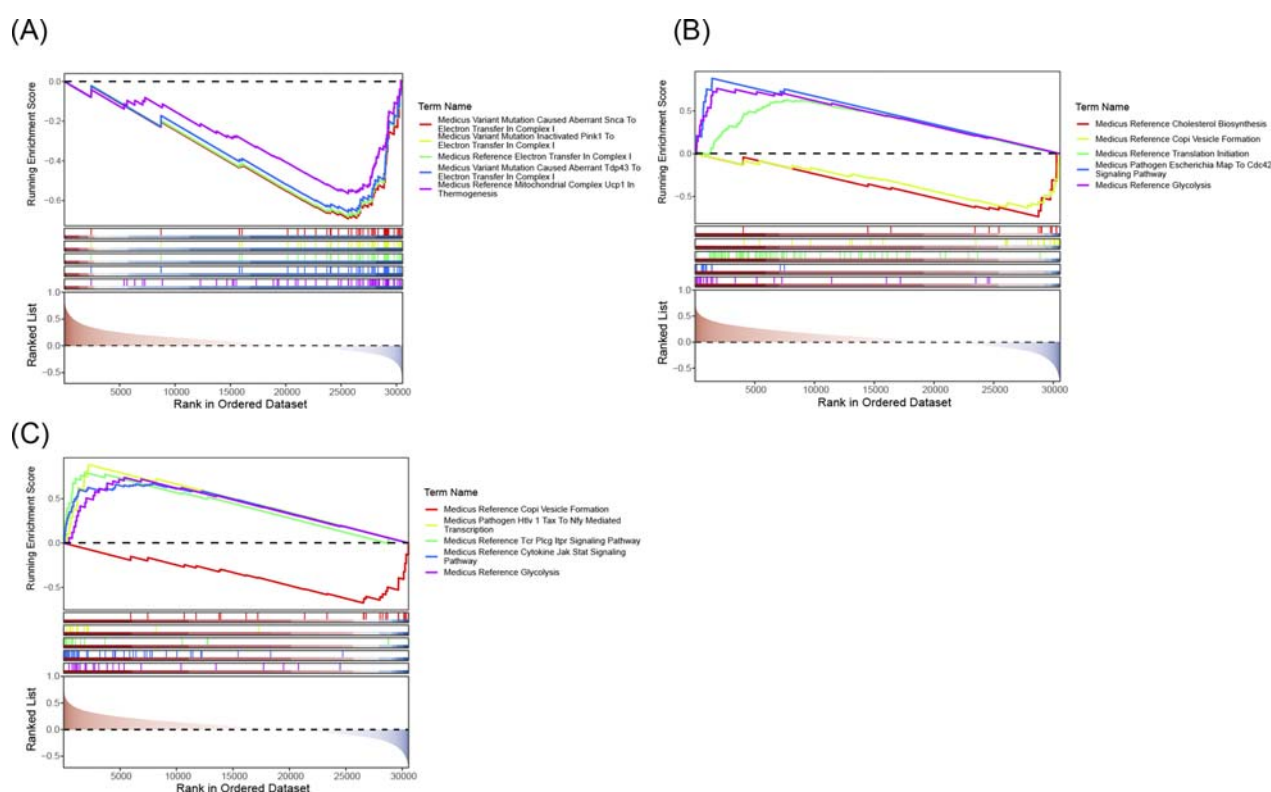 (A)
Running Enrichment Score
0.0
−0.2
−0.4
−0.6
Term Name
Medicus Variant Mutation Caused Aberrant Snca To
Electron Transfer In Complex I
Medicus Variant Mutation Inactivated Pink1 To
Electron Transfer In Complex I
Medicus Reference Electron Transfer In Complex I
Medicus Variant Mutation Caused Aberrant Tdp43 To
Electron Transfer In Complex I
Medicus Reference Mitochondrial Complex Ucp1 In
Thermogenesis
Ranked List
1.0
0.5
0.0
−0.5
5000 10000 15000 20000 25000 30000
Rank in Ordered Dataset
(B)
Running Enrichment Score
0.5
0.0
−0.5
Term Name
Medicus Reference Cholesterol Biosynthesis
Medicus Reference Copi Vesicle Formation
Medicus Reference Translation Initiation
Medicus Pathogen Escherichia Map To Cdc42
Signaling Pathway
Medicus Reference Glycolysis
Ranked List
1.0
0.5
0.0
−0.5
5000 10000 15000 20000 25000 30000
Rank in Ordered Dataset
(C)
Running Enrichment Score
0.5
0.0
−0.5
Term Name
Medicus Reference Copi Vesicle Formation
Medicus Pathogen Htlv 1 Tax To Nfy Mediated
Transcription
Medicus Reference Tcr Plcg Itpr Signaling Pathway
Medicus Reference Cytokine Jak Stat Signaling
Pathway
Medicus Reference Glycolysis
Ranked List
1.0
0.5
0.0
−0.5
5000 10000 15000 20000 25000 30000
Rank in Ordered Dataset